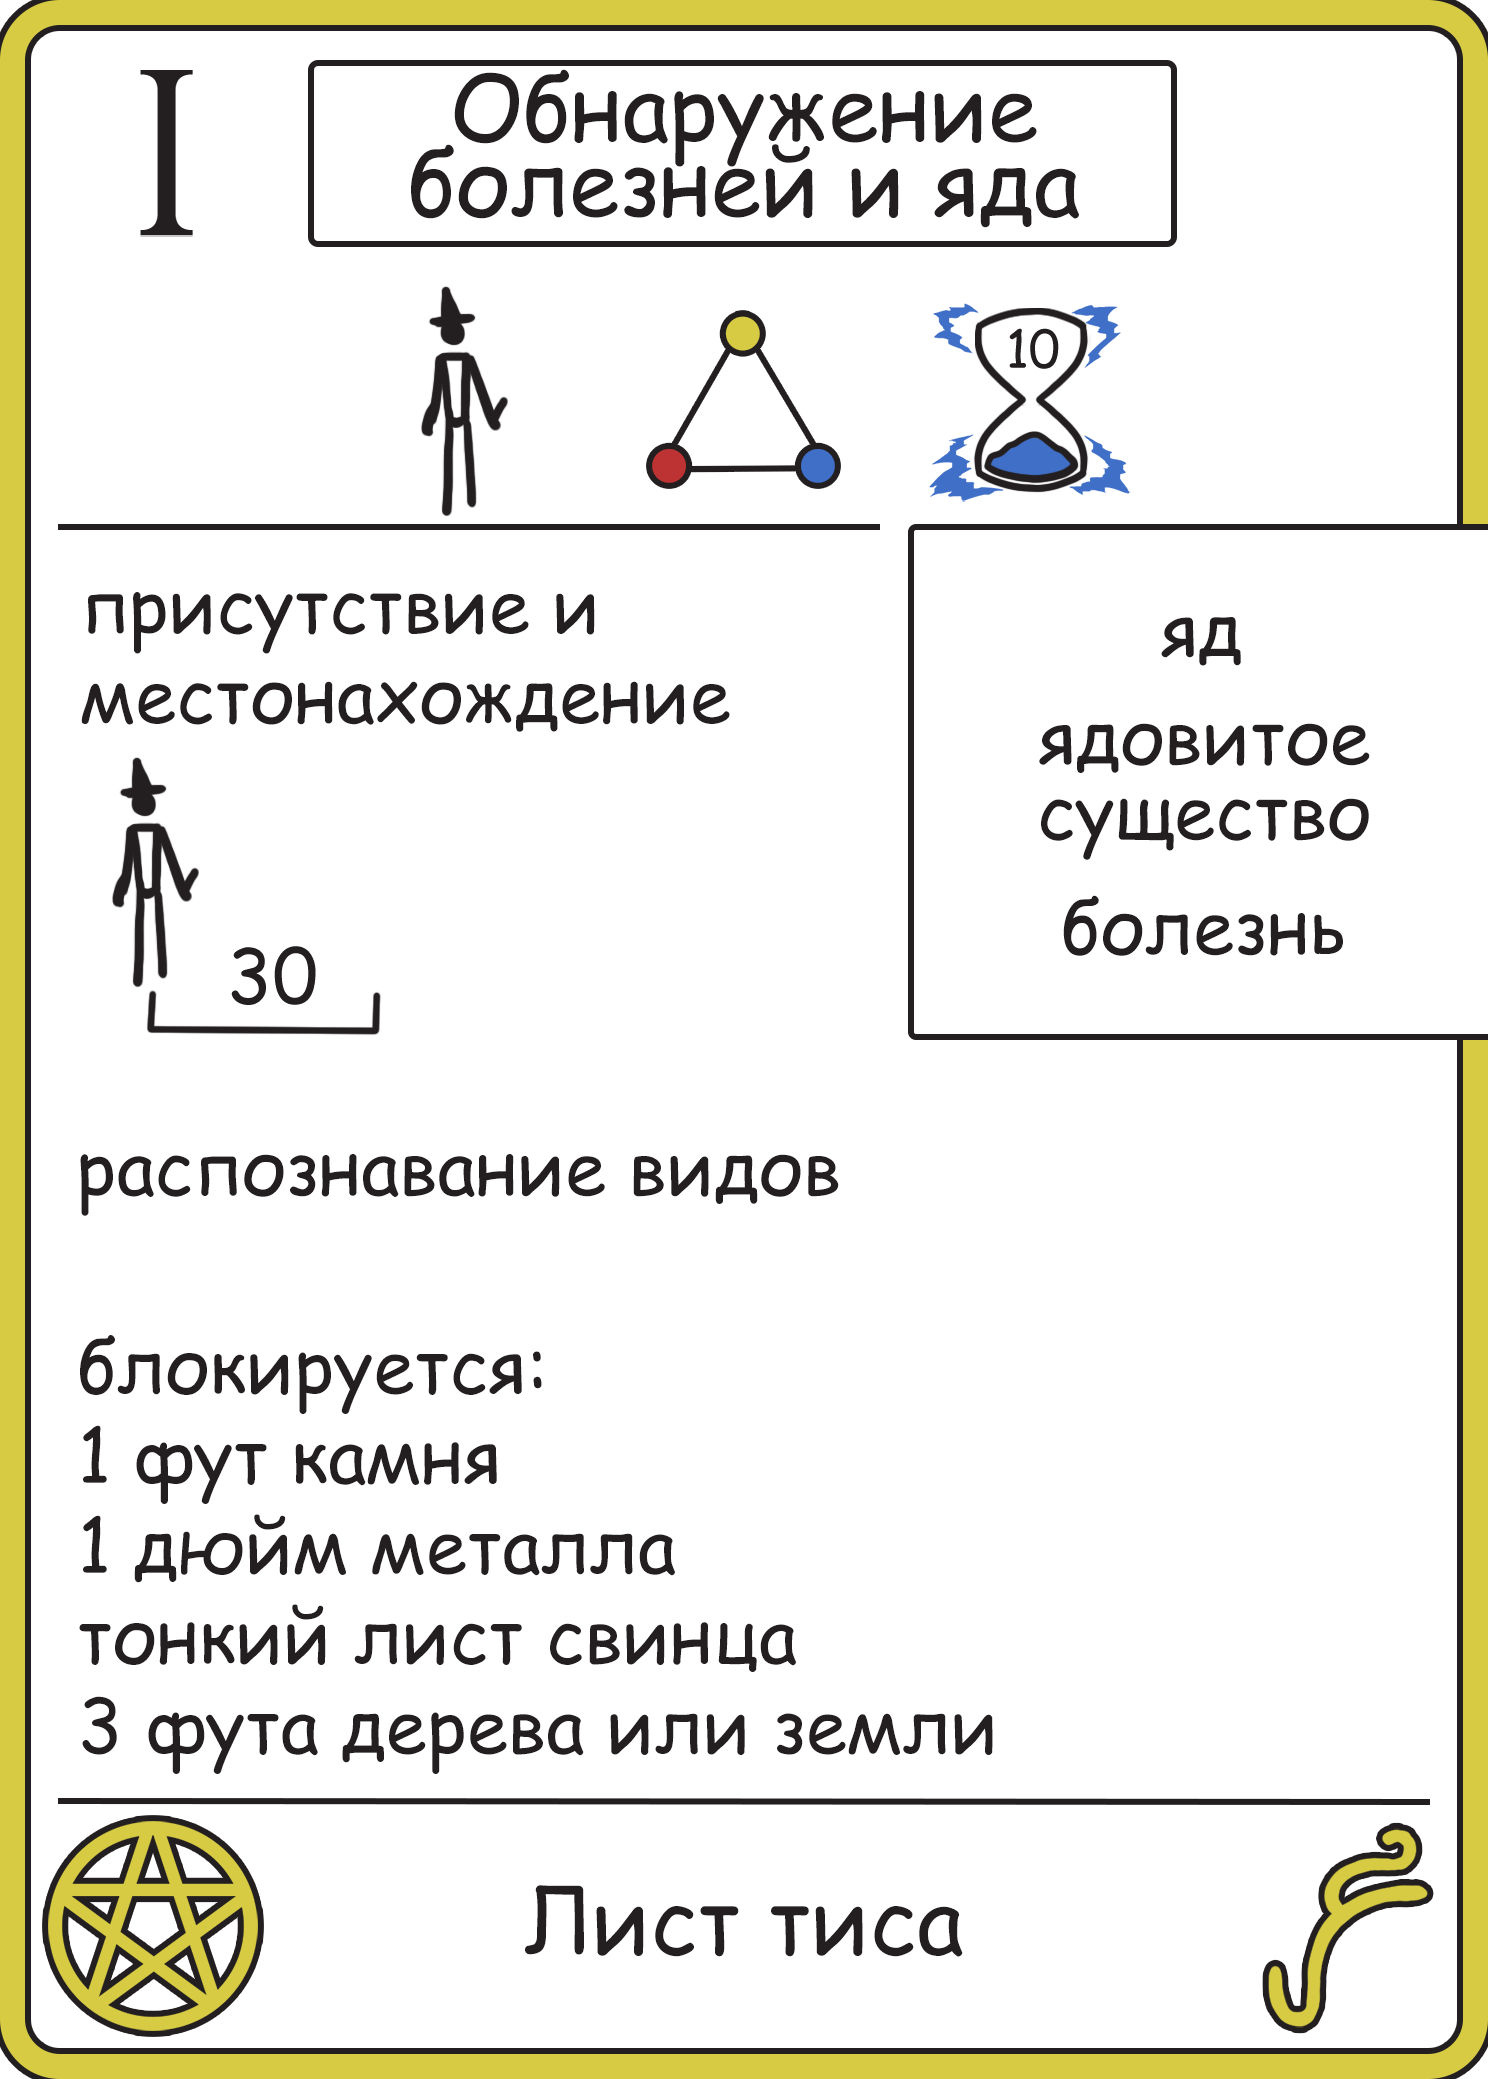 I
Обнаружение
болезней и яда
10
присутствие и
местонахождение
30
яд
ядовитое
существо
болезнь
распознавание видов
блокируется:
1 фут камня
1 дюйм металла
тонкий лист свинца
3 фута дерева или земли
Лист тиса